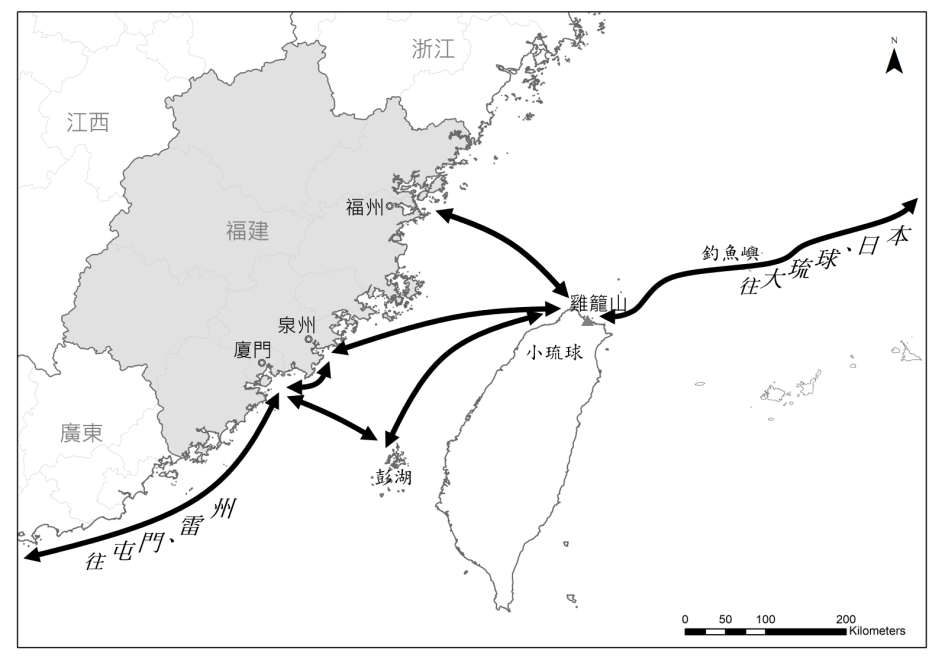 浙江
N
江西
福州
福建
釣魚嶼
往大琉球、日本
雞籠山
泉州
廈門
小琉球
廣東
彭湖
往屯門、雷州
0 50 100 200
Kilometers